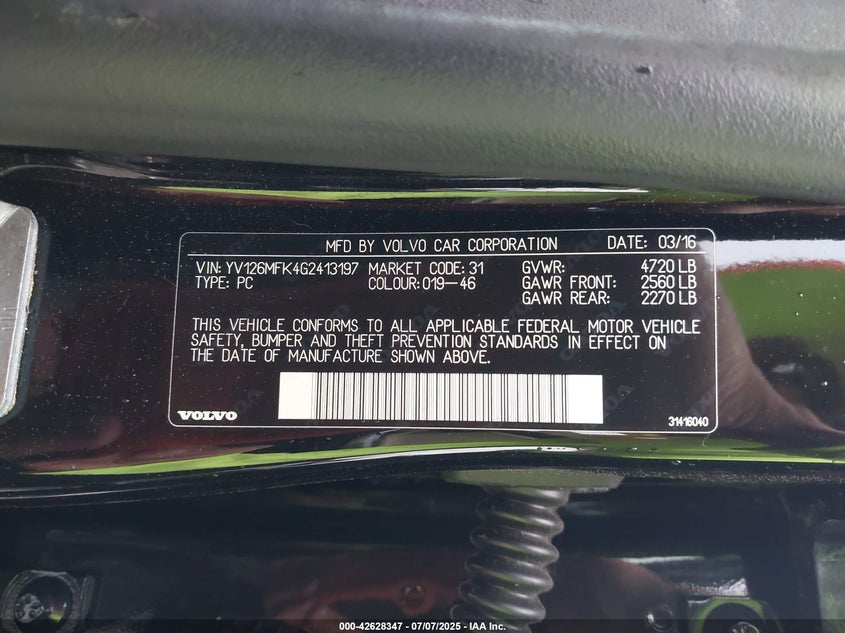 MFD BY VOLVO CAR CORPORATION DATE: 03/16
VIN: YV126MFK4G2413197 MARKET CODE: 31 GVWR: 4720 LB
TYPE: PC COLOUR: 019-46 GAWR FRONT: 2560 LB
GAWR REAR: 2270 LB
THIS VEHICLE CONFORMS TO ALL APPLICABLE FEDERAL MOTOR VEHICLE
SAFETY, BUMPER AND THEFT PREVENTION STANDARDS IN EFFECT ON
THE DATE OF MANUFACTURE SHOWN ABOVE.
VOLVO 31416040
000-42628347 - 07/07/2025 - IAA Inc.